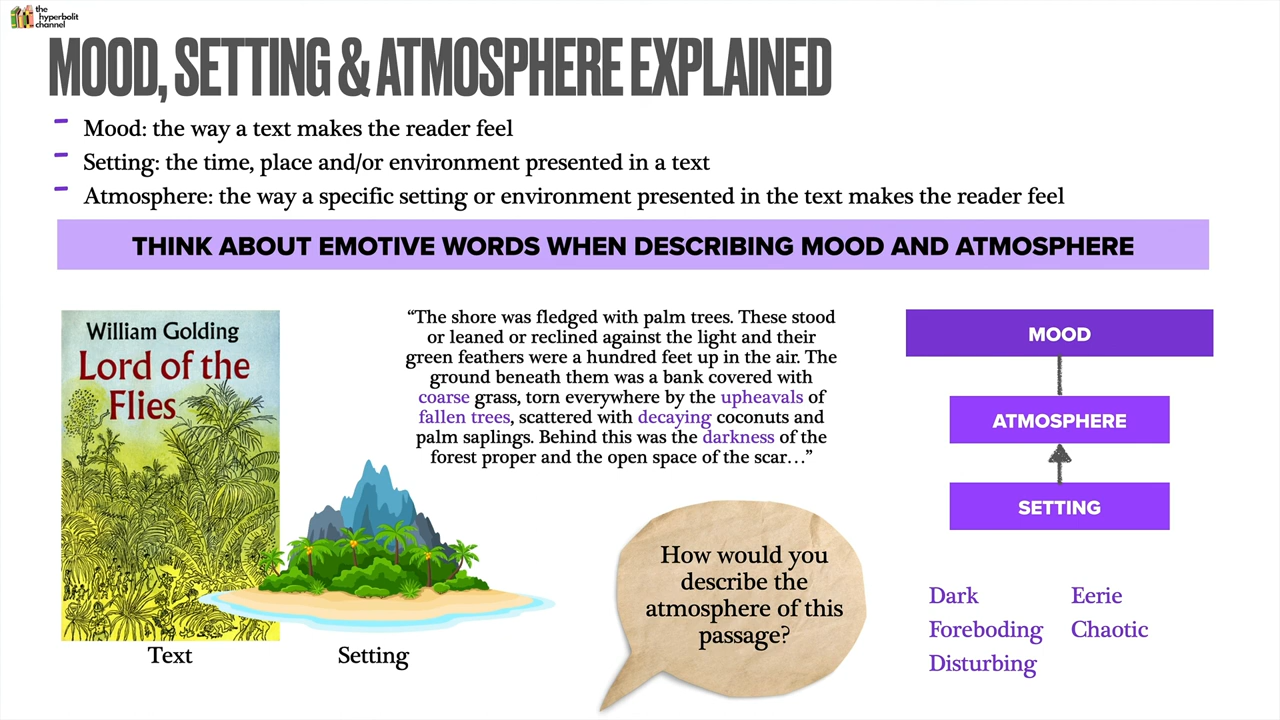 the
hyperbolit
channel
MOOD, SETTING & ATMOSPHERE EXPLAINED
Mood: the way a text makes the reader feel
Setting: the time, place and/or environment presented in a text
Atmosphere: the way a specific setting or environment presented in the text makes the reader feel
THINK ABOUT EMOTIVE WORDS WHEN DESCRIBING MOOD AND ATMOSPHERE
William Golding
Lord of the
Flies
Text
Setting
“The shore was fledged with palm trees. These stood
or leaned or reclined against the light and their
green feathers were a hundred feet up in the air. The
ground beneath them was a bank covered with
coarse grass, torn everywhere by the upheavals of
fallen trees, scattered with decaying coconuts and
palm saplings. Behind this was the darkness of the
forest proper and the open space of the scar…”
How would you
describe the
atmosphere of this
passage?
MOOD
ATMOSPHERE
SETTING
Dark Eerie
Foreboding Chaotic
Disturbing